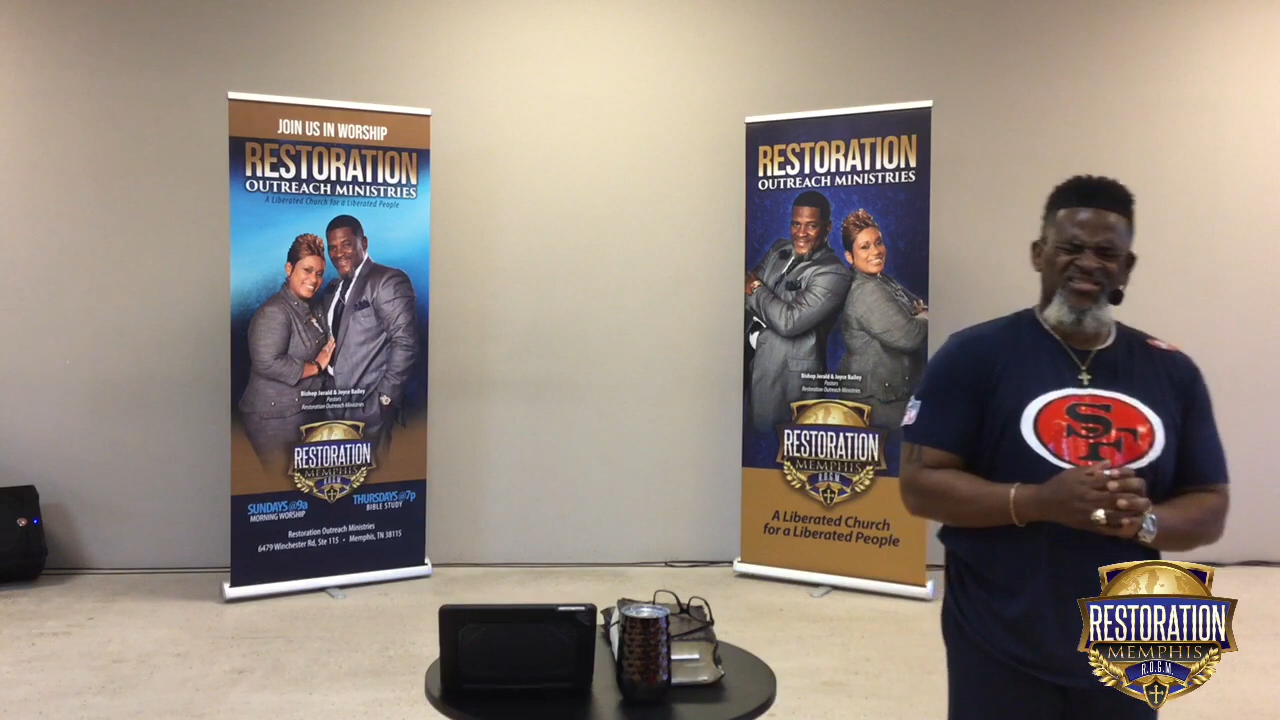 JOIN US IN WORSHIP
RESTORATION
OUTREACH MINISTRIES
A Liberated Church for a Liberated People
Bishop Jerald & Joyce Bailey
Pastors
Restoration Outreach Ministries
RESTORATION
MEMPHIS
R.O.G.M
SUNDAYS @9a
MORNING WORSHIP
THURSDAYS @7p
BIBLE STUDY
Restoration Outreach Ministries
6479 Winchester Rd, Ste 115 • Memphis, TN 38115
RESTORATION
OUTREACH MINISTRIES
Bishop Jerald & Joyce Bailey
Pastors
Restoration Outreach Ministries
RESTORATION
MEMPHIS
R.O.G.M
A Liberated Church
for a Liberated People
SF
RESTORATION
MEMPHIS
R.O.G.M